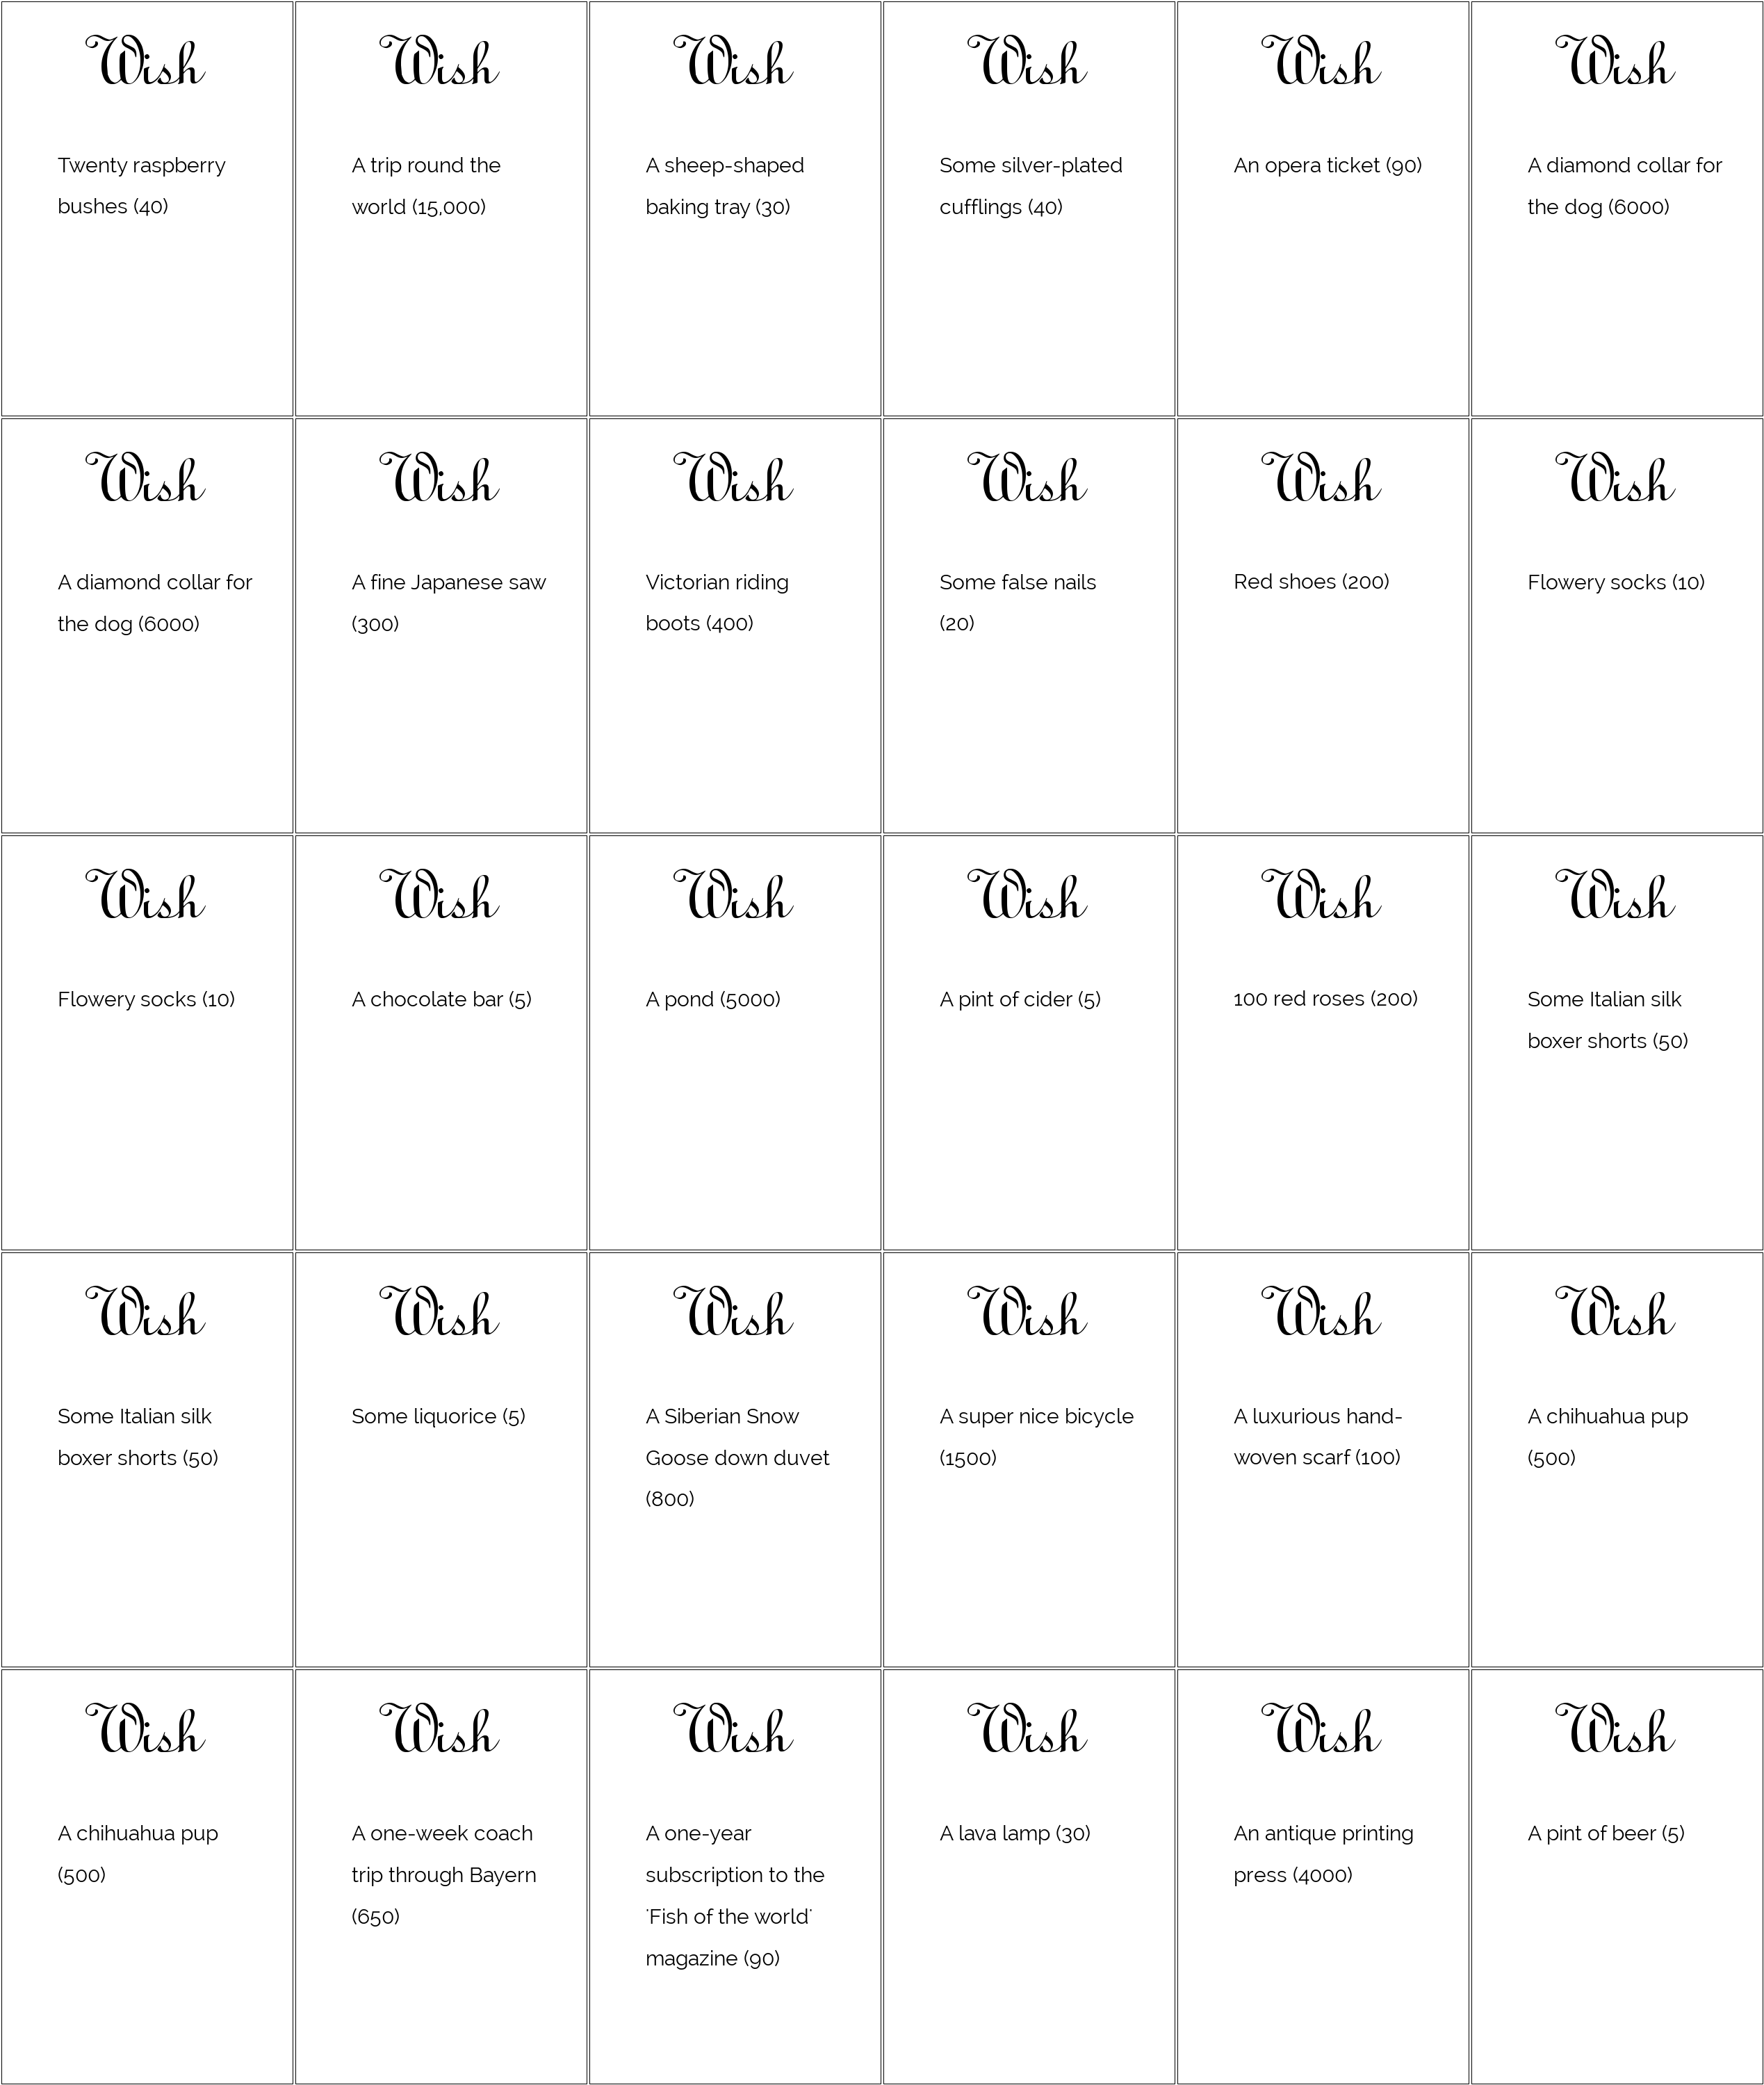 Wish
Twenty raspberry
bushes (40)
Wish
A trip round the
world (15,000)
Wish
A sheep-shaped
baking tray (30)
Wish
Some silver-plated
cufflings (40)
Wish
An opera ticket (90)
Wish
A diamond collar for
the dog (6000)
Wish
A diamond collar for
the dog (6000)
Wish
A fine Japanese saw
(300)
Wish
Victorian riding
boots (400)
Wish
Some false nails
(20)
Wish
Red shoes (200)
Wish
Flowery socks (10)
Wish
Flowery socks (10)
Wish
A chocolate bar (5)
Wish
A pond (5000)
Wish
A pint of cider (5)
Wish
100 red roses (200)
Wish
Some Italian silk
boxer shorts (50)
Wish
Some Italian silk
boxer shorts (50)
Wish
Some liquorice (5)
Wish
A Siberian Snow
Goose down duvet
(800)
Wish
A super nice bicycle
(1500)
Wish
A luxurious hand-
woven scarf (100)
Wish
A chihuahua pup
(500)
Wish
A chihuahua pup
(500)
Wish
A one-week coach
trip through Bayern
(650)
Wish
A one-year
subscription to the
'Fish of the world'
magazine (90)
Wish
A lava lamp (30)
Wish
An antique printing
press (4000)
Wish
A pint of beer (5)